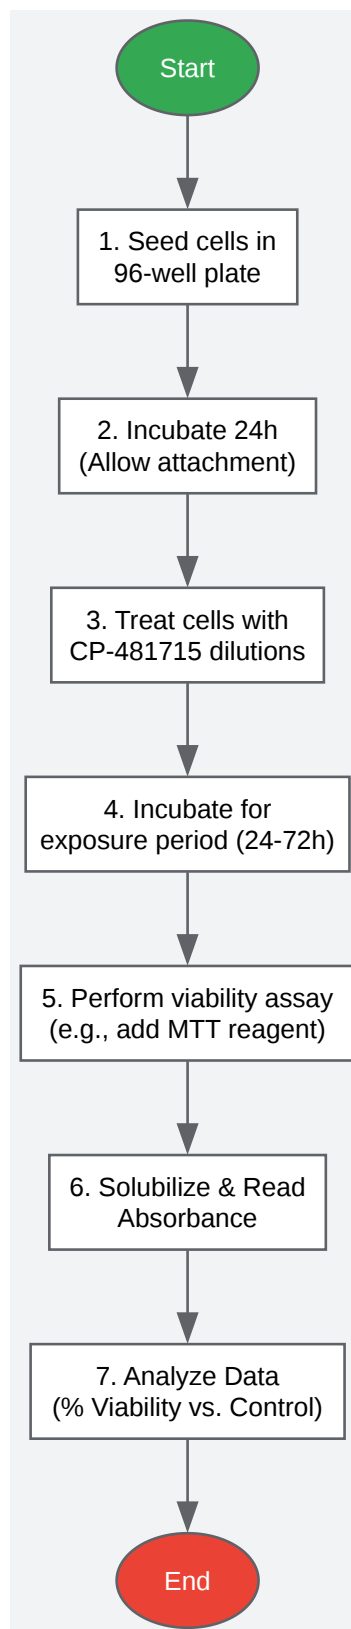 Start
1. Seed cells in
96-well plate
2. Incubate 24h
(Allow attachment)
3. Treat cells with
CP-481715 dilutions
4. Incubate for
exposure period (24-72h)
5. Perform viability assay
(e.g., add MTT reagent)
6. Solubilize & Read
Absorbance
7. Analyze Data
(% Viability vs. Control)
End